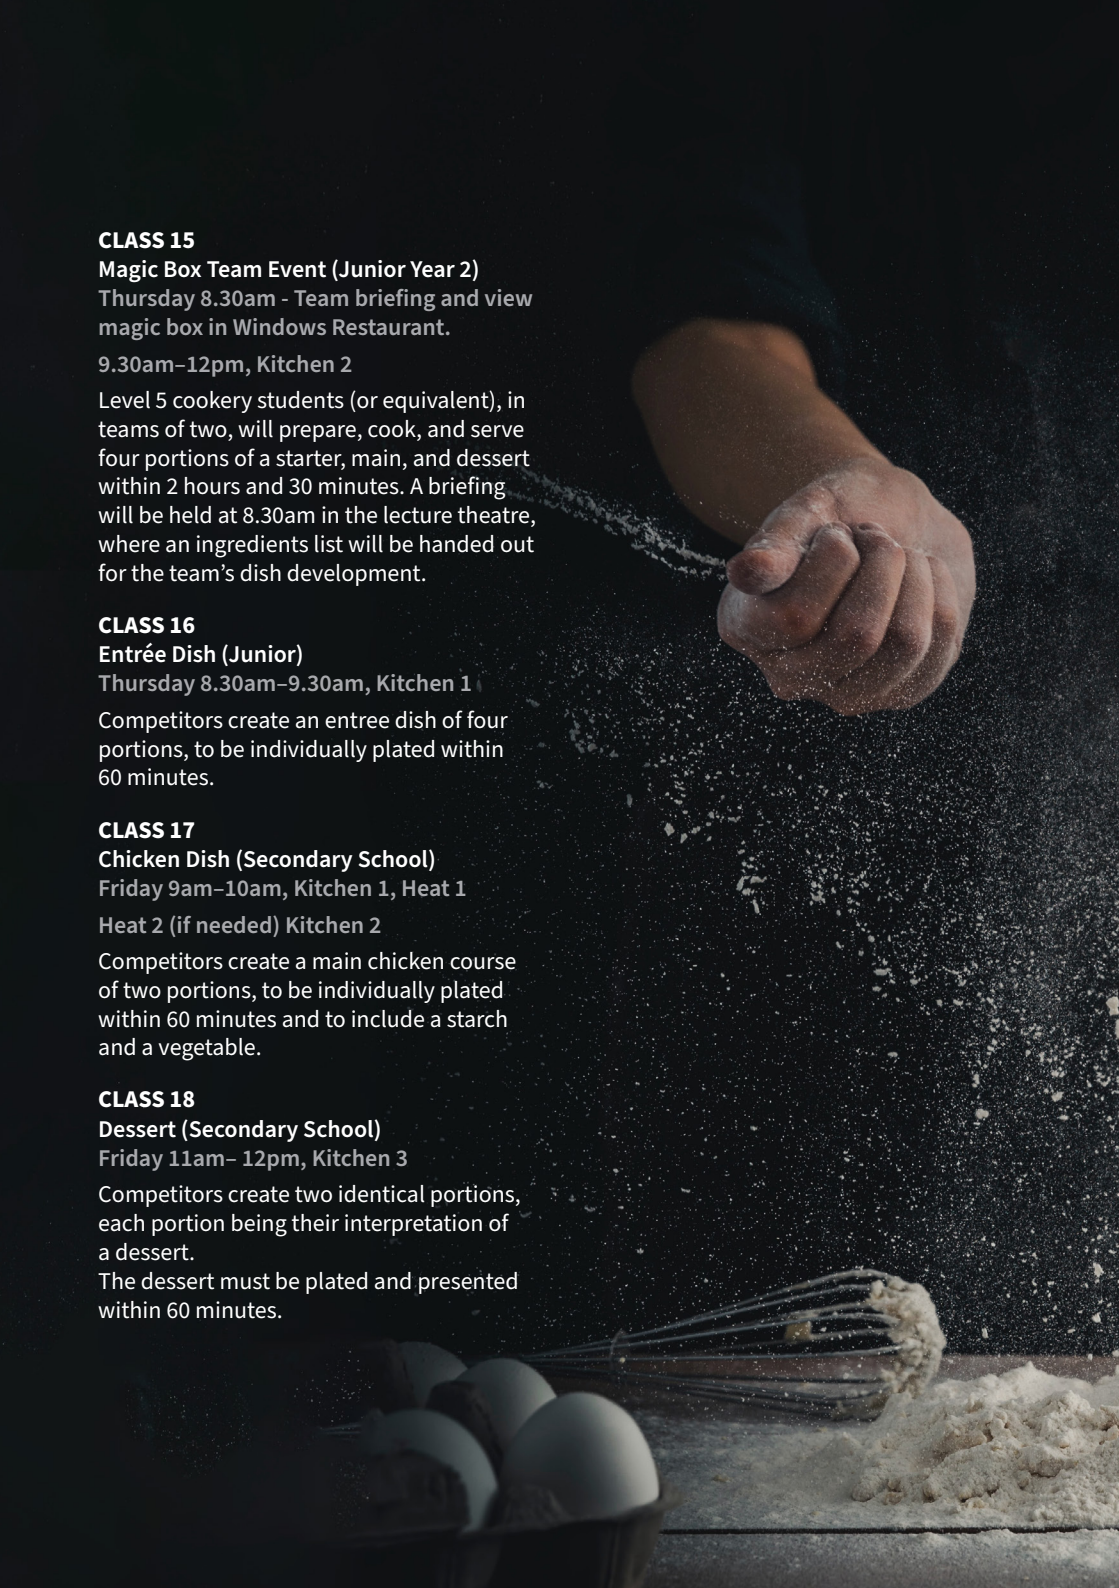 CLASS 15
Magic Box Team Event (Junior Year 2)
Thursday 8.30am - Team briefing and view
magic box in Windows Restaurant.
9.30am–12pm, Kitchen 2
Level 5 cookery students (or equivalent), in
teams of two, will prepare, cook, and serve
four portions of a starter, main, and dessert
within 2 hours and 30 minutes. A briefing
will be held at 8.30am in the lecture theatre,
where an ingredients list will be handed out
for the team’s dish development.
CLASS 16
Entrée Dish (Junior)
Thursday 8.30am–9.30am, Kitchen 1
Competitors create an entree dish of four
portions, to be individually plated within
60 minutes.
CLASS 17
Chicken Dish (Secondary School)
Friday 9am–10am, Kitchen 1, Heat 1
Heat 2 (if needed) Kitchen 2
Competitors create a main chicken course
of two portions, to be individually plated
within 60 minutes and to include a starch
and a vegetable.
CLASS 18
Dessert (Secondary School)
Friday 11am– 12pm, Kitchen 3
Competitors create two identical portions,
each portion being their interpretation of
a dessert.
The dessert must be plated and presented
within 60 minutes.